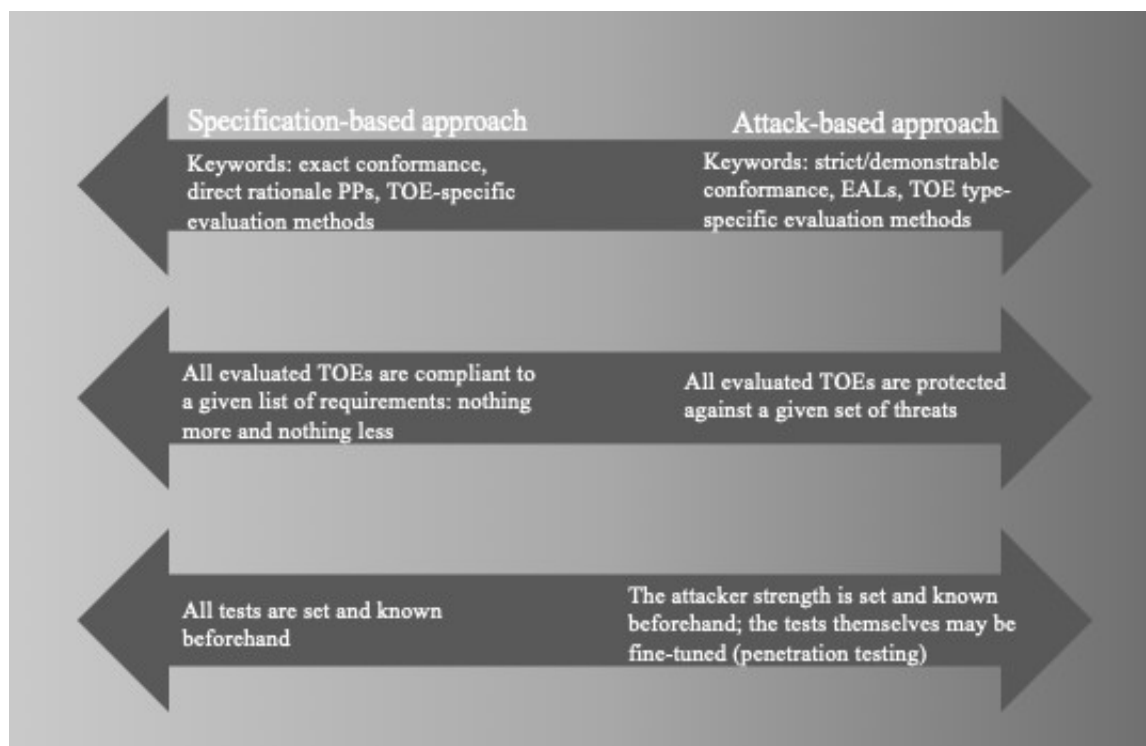 Specification-based approach
Keywords: exact conformance,
direct rationale PPs, TOE-specific
evaluation methods
Attack-based approach
Keywords: strict/demonstrable
conformance, EALs, TOE type-
specific evaluation methods
All evaluated TOEs are compliant to
a given list of requirements: nothing
more and nothing less
All evaluated TOEs are protected
against a given set of threats
All tests are set and known
beforehand
The attacker strength is set and known
beforehand; the tests themselves may be
fine-tuned (penetration testing)